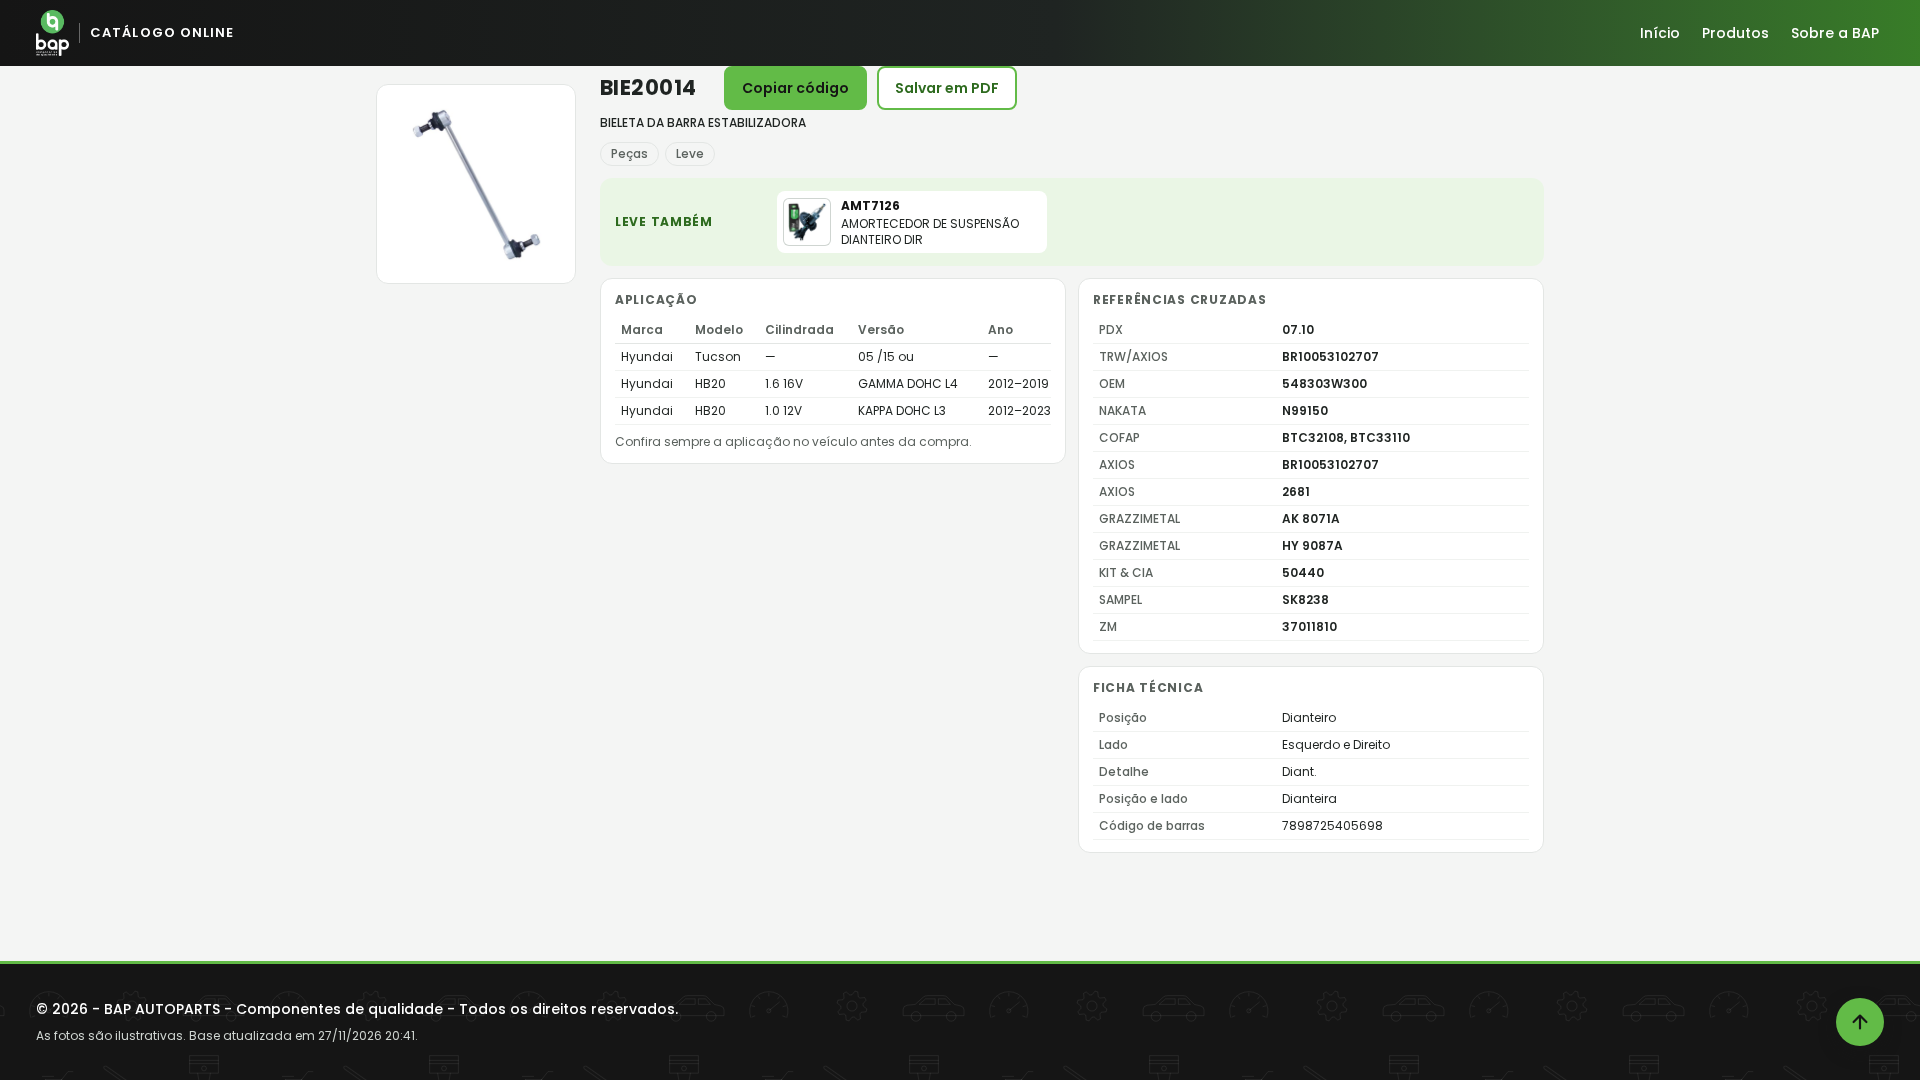 bap
CATÁLOGO ONLINE
Início Produtos Sobre a BAP
BIE20014
Copiar código
Salvar em PDF
BIELETA DA BARRA ESTABILIZADORA
Peças Leve
LEVE TAMBÉM
AMT7126
AMORTECEDOR DE SUSPENSÃO
DIANTEIRO DIR
APLICAÇÃO
Marca Modelo Cilindrada Versão Ano
Hyundai Tucson — 05 /15 ou —
Hyundai HB20 1.6 16V GAMMA DOHC L4 2012–2019
Hyundai HB20 1.0 12V KAPPA DOHC L3 2012–2023
Confira sempre a aplicação no veículo antes da compra.
REFERÊNCIAS CRUZADAS
PDX 07.10
TRW/AXIOS BR10053102707
OEM 548303W300
NAKATA N99150
COFAP BTC32108, BTC33110
AXIOS BR10053102707
AXIOS 2681
GRAZZIMETAL AK 8071A
GRAZZIMETAL HY 9087A
KIT & CIA 50440
SAMPEL SK8238
ZM 37011810
FICHA TÉCNICA
Posição Dianteiro
Lado Esquerdo e Direito
Detalhe Diant.
Posição e lado Dianteira
Código de barras 7898725405698
© 2026 - BAP AUTOPARTS - Componentes de qualidade - Todos os direitos reservados.
As fotos são ilustrativas. Base atualizada em 27/11/2026 20:41.